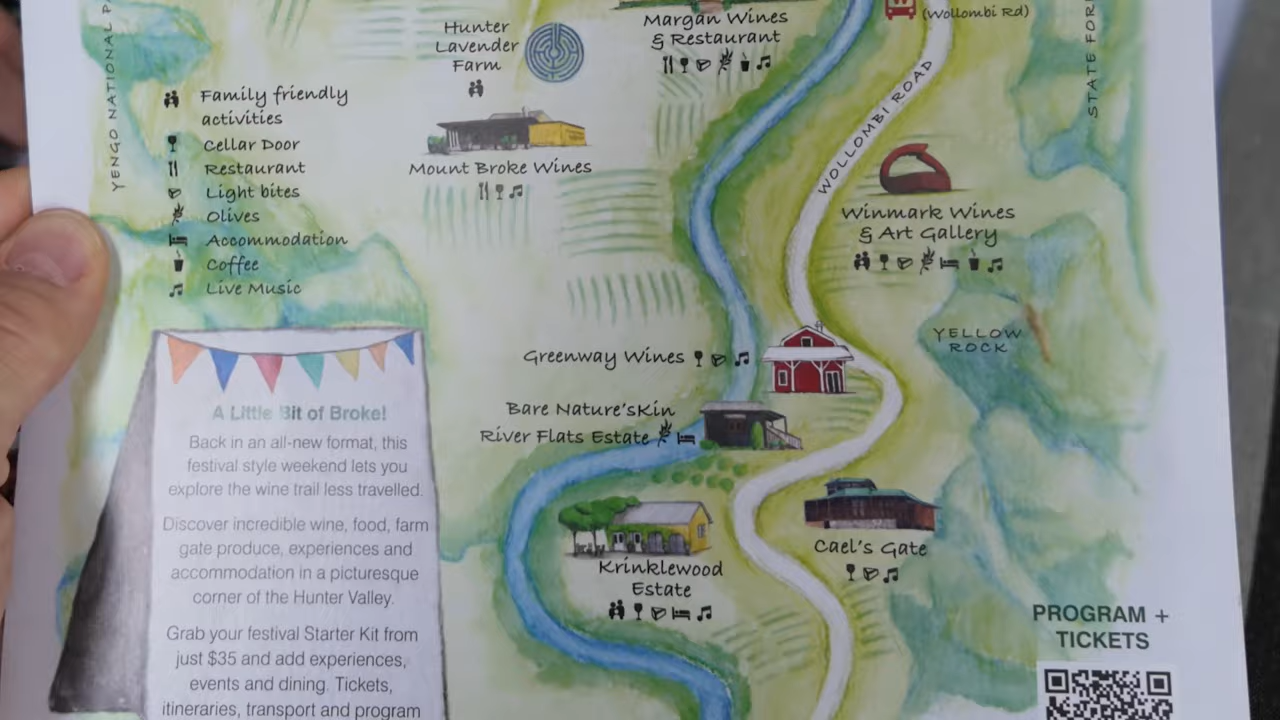 YENGO NATIONAL
Hunter
Lavender
Farm
Margan Wines
& Restaurant
(Wollombi Rd)
STATE FOR
WOLLOMBI ROAD
Family friendly
activities
Cellar Door
Restaurant
Light bites
Olives
Accommodation
Coffee
Live Music
Mount Broke Wines
Winmark Wines
& Art Gallery
YELLOW
ROCK
Greenway Wines
Bare Nature'sKin
River Flats Estate
Krinklewood
Estate
Cael's Gate
A Little Bit of Broke!
Back in an all-new format, this
festival style weekend lets you
explore the wine trail less travelled.
Discover incredible wine, food, farm
gate produce, experiences and
accommodation in a picturesque
corner of the Hunter Valley.
Grab your festival Starter Kit from
just $35 and add experiences,
events and dining. Tickets,
itineraries, transport and program
PROGRAM +
TICKETS